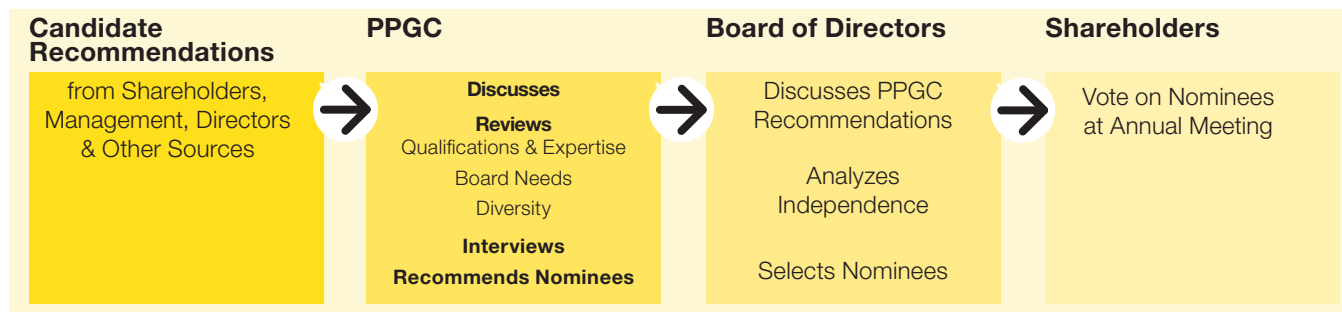 Candidate
Recommendations
from Shareholders,
Management, Directors
& Other Sources
PPGC
Discusses
Reviews
Qualifications & Expertise
Board Needs
Diversity
Interviews
Recommends Nominees
Board of Directors
Discusses PPGC
Recommendations
Analyzes
Independence
Selects Nominees
Shareholders
Vote on Nominees
at Annual Meeting